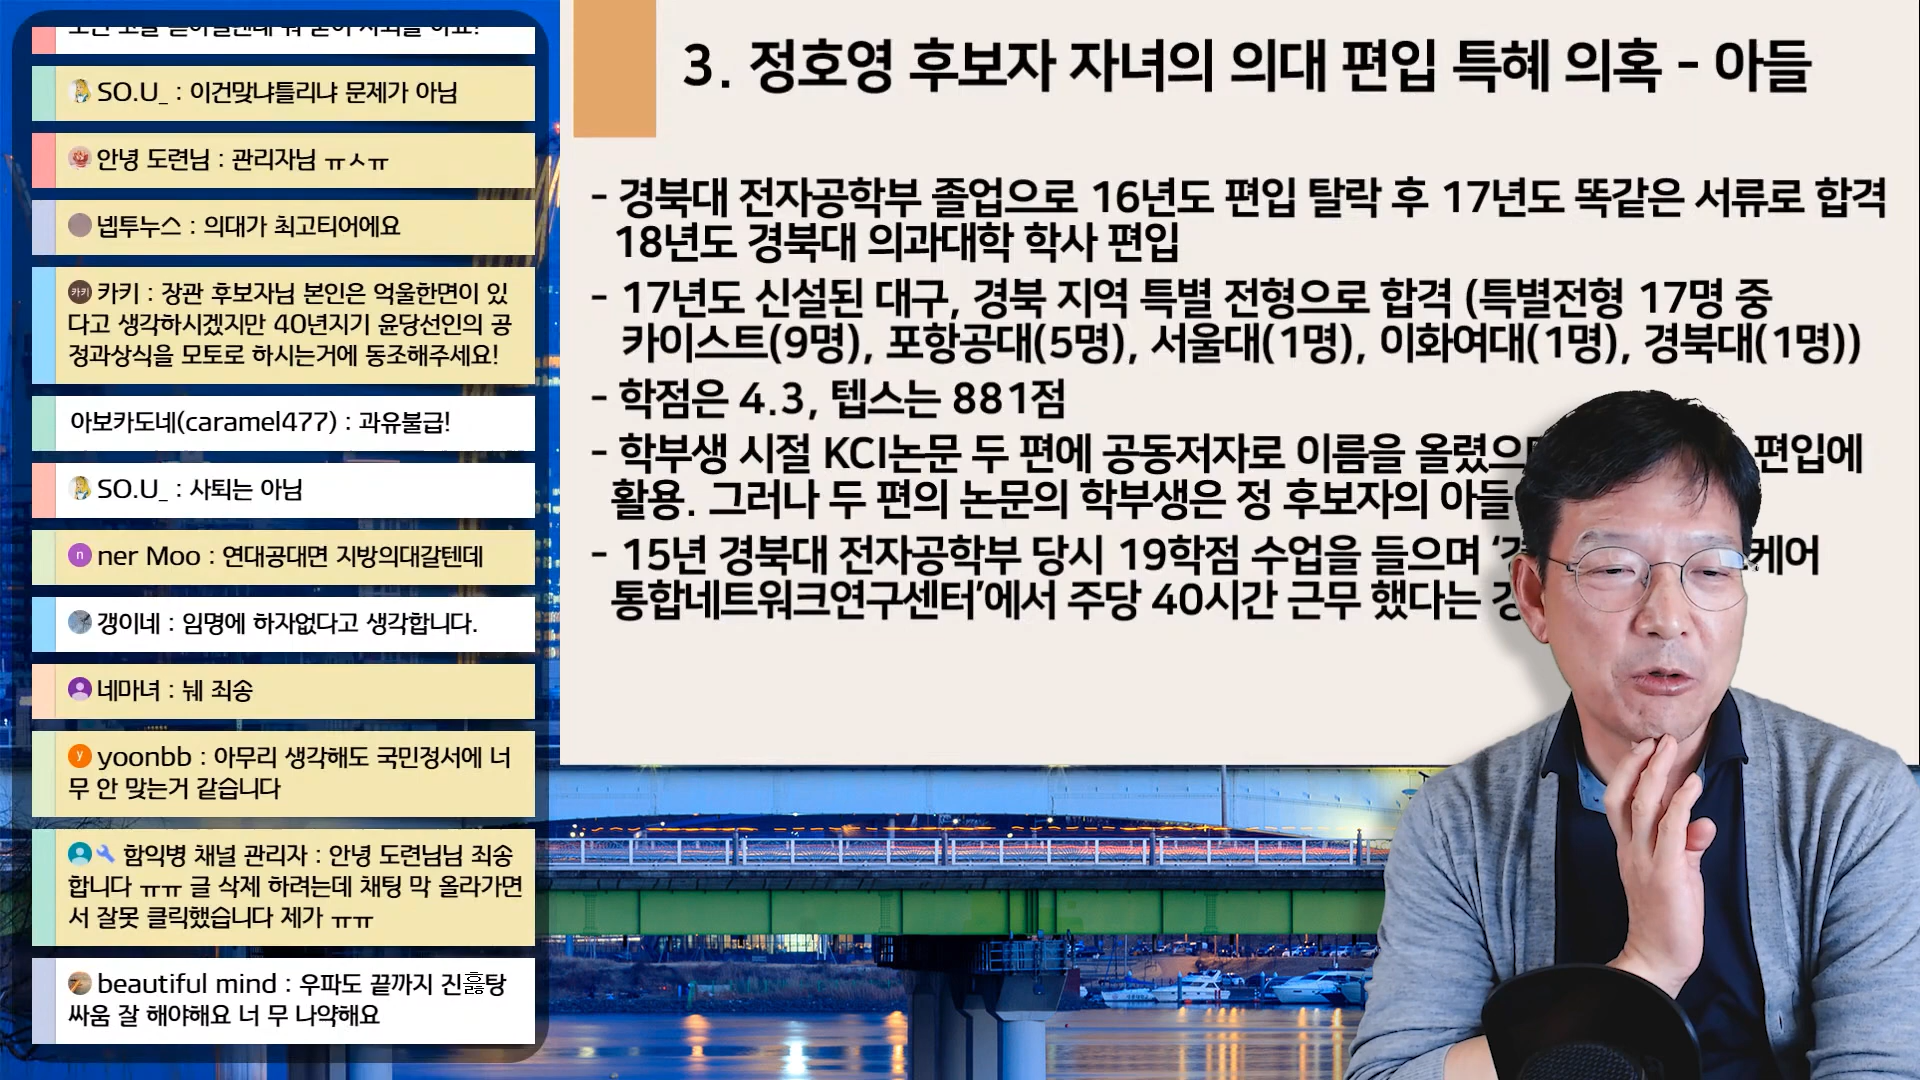 SO.U_ : 이건맞냐틀리냐 문제가 아님
안녕 도련님 : 관리자님 ㅠㅅㅠ
넵투누스 : 의대가 최고티어에요
카키 카키 : 장관 후보자님 본인은 억울한면이 있
다고 생각하시겠지만 40년지기 윤당선인의 공
정과상식을 모토로 하시는거에 동조해주세요!
아보카도네(caramel477) : 과유불급!
SO.U_ : 사퇴는 아님
n ner Moo : 연대공대면 지방의대갈텐데
갱이네 : 임명에 하자없다고 생각합니다.
네마녀 : 눼 죄송
y yoonbb : 아무리 생각해도 국민정서에 너
무 안 맞는거 같습니다
함익병 채널 관리자 : 안녕 도련님님 죄송
합니다 ㅠㅠ 글 삭제 하려는데 채팅 막 올라가면
서 잘못 클릭했습니다 제가 ㅠㅠ
beautiful mind : 우파도 끝까지 진흟탕
싸움 잘 해야해요 너 무 나약해요
3. 정호영 후보자 자녀의 의대 편입 특혜 의혹 - 아들
- 경북대 전자공학부 졸업으로 16년도 편입 탈락 후 17년도 똑같은 서류로 합격
18년도 경북대 의과대학 학사 편입
- 17년도 신설된 대구, 경북 지역 특별 전형으로 합격 (특별전형 17명 중
카이스트(9명), 포항공대(5명), 서울대(1명), 이화여대(1명), 경북대(1명))
- 학점은 4.3, 텝스는 881점
- 학부생 시절 KCI논문 두 편에 공동저자로 이름을 편입에
활용. 그러나 두 편의 논문의 학부생은 정 후보자의 아들
- 15년 경북대 전자공학부 당시 19학점 수업을 들으며 케어
통합네트워크연구센터'에서 주당 40시간 근무 했다는